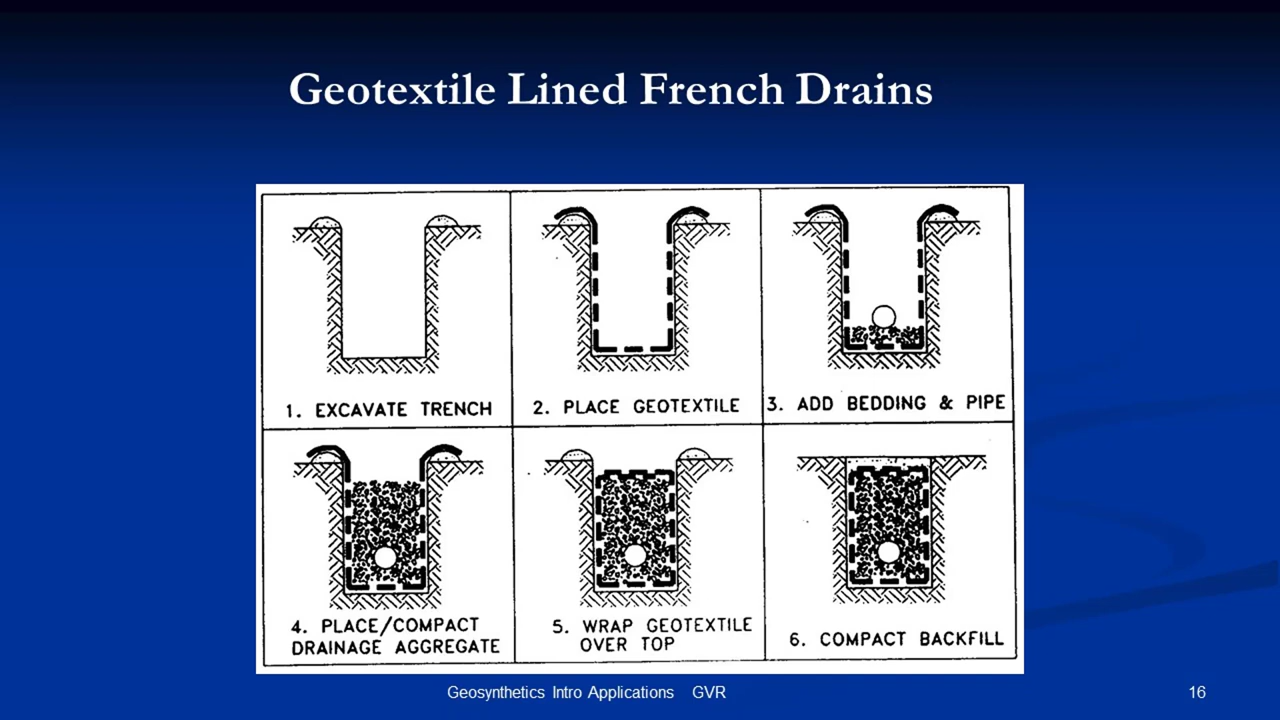 Geotextile Lined French Drains
1. EXCAVATE TRENCH
2. PLACE GEOTEXTILE
3. ADD BEDDING & PIPE
4. PLACE/COMPACT
DRAINAGE AGGREGATE
5. WRAP GEOTEXTILE
OVER TOP
6. COMPACT BACKFILL
Geosynthetics Intro Applications GVR
16